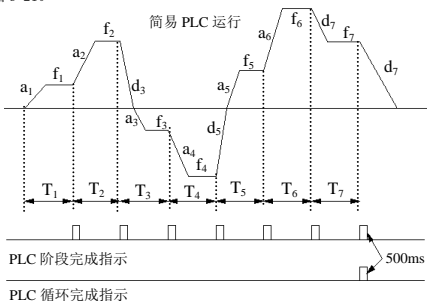 简易 PLC 运行
a1 f1 a2 f2 d3 a3 f3 a4 f4 d5 a5 f5 a6 f6 d7 f7 d7
T1 T2 T3 T4 T5 T6 T7
PLC 阶段完成指示
500ms
PLC 循环完成指示